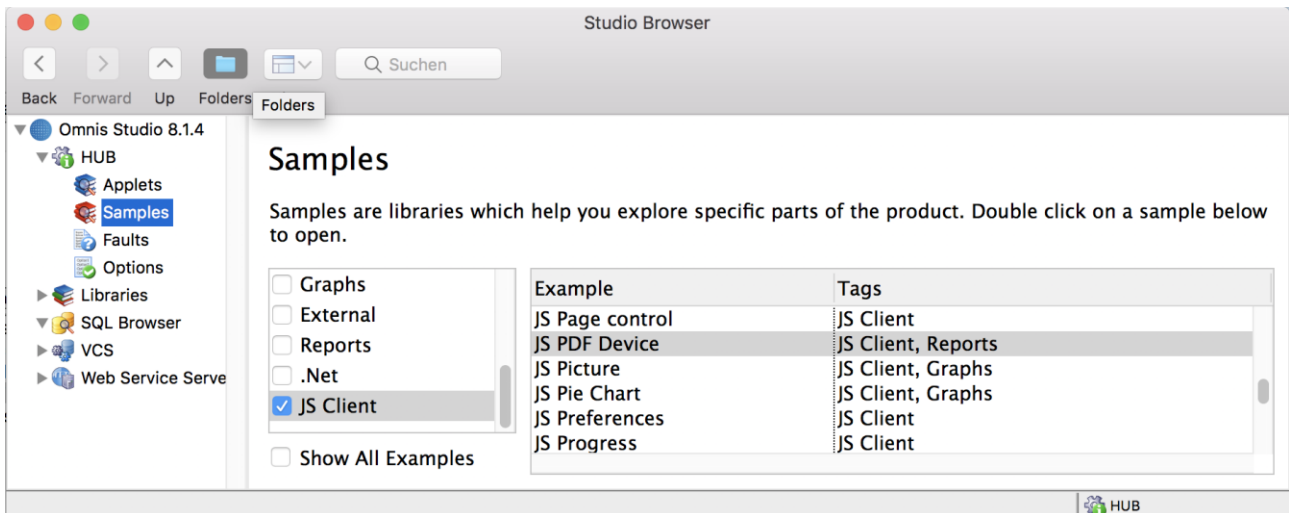 Studio Browser
Suchen
Back Forward Up Folders
Folders
Omnis Studio 8.1.4
HUB
Applets
Samples
Faults
Options
Libraries
SQL Browser
VCS
Web Service Serve
Samples
Samples are libraries which help you explore specific parts of the product. Double click on a sample below
to open.
Graphs
External
Reports
.Net
JS Client
Show All Examples
Example Tags
JS Page control JS Client
JS PDF Device JS Client, Reports
JS Picture JS Client, Graphs
JS Pie Chart JS Client, Graphs
JS Preferences JS Client
JS Progress JS Client
HUB